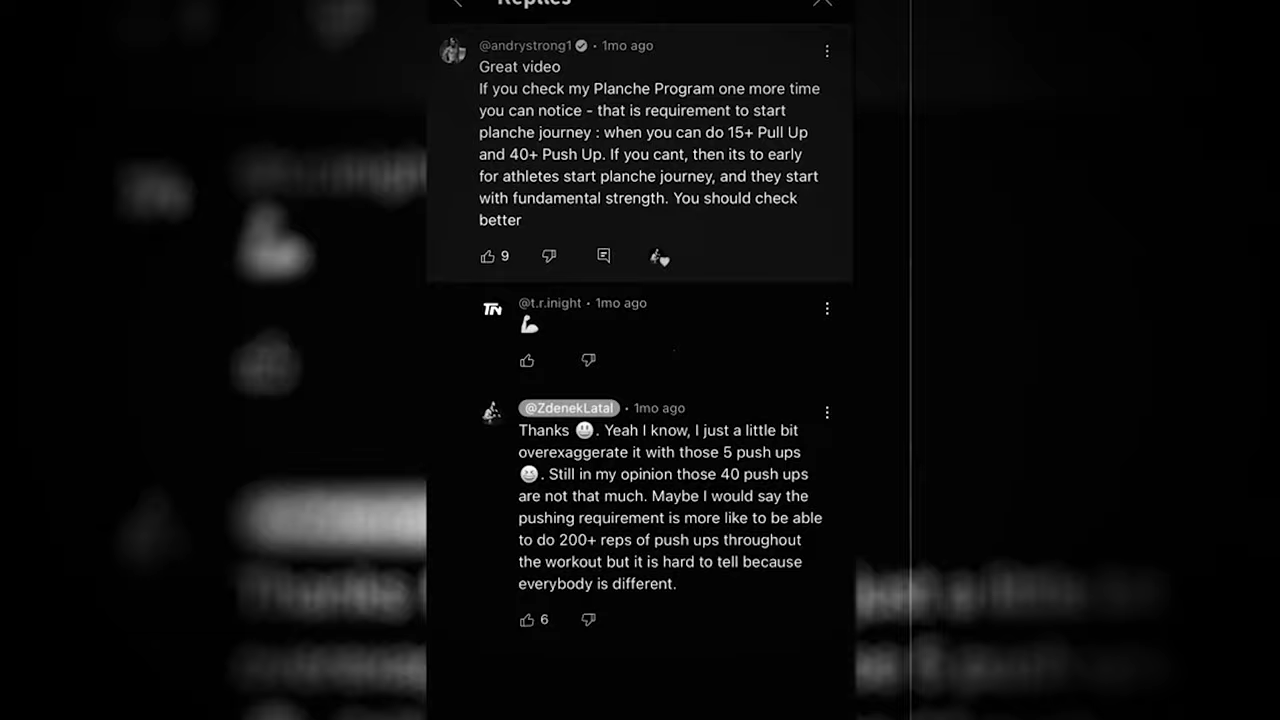 Replies
@andrystrong1 • 1mo ago
Great video
If you check my Planche Program one more time
you can notice - that is requirement to start
planche journey : when you can do 15+ Pull Up
and 40+ Push Up. If you cant, then its to early
for athletes start planche journey, and they start
with fundamental strength. You should check
better
9
TN
@t.r.inight • 1mo ago
@ZdenekLatal • 1mo ago
Thanks 😃. Yeah I know, I just a little bit
overexaggerate it with those 5 push ups
😆. Still in my opinion those 40 push ups
are not that much. Maybe I would say the
pushing requirement is more like to be able
to do 200+ reps of push ups throughout
the workout but it is hard to tell because
everybody is different.
6